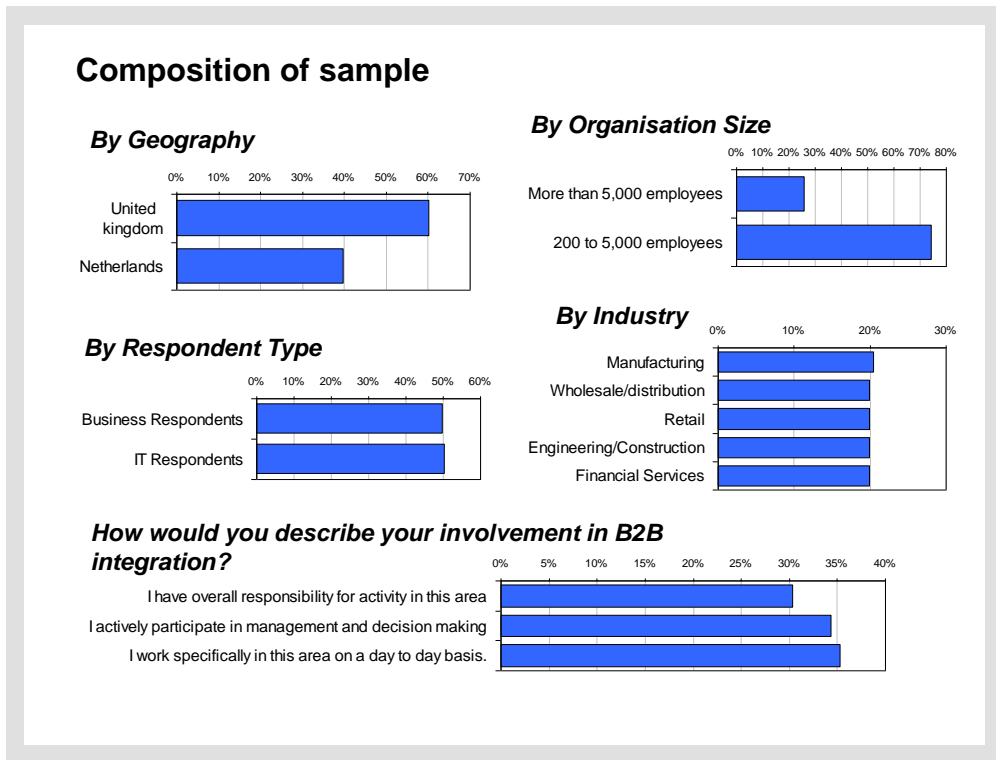 Composition of sample
By Geography
0% 10% 20% 30% 40% 50% 60% 70%
United
kingdom
Netherlands
By Organisation Size
0% 10% 20% 30% 40% 50% 60% 70% 80%
More than 5,000 employees
200 to 5,000 employees
By Respondent Type
0% 10% 20% 30% 40% 50% 60%
Business Respondents
IT Respondents
By Industry
0% 10% 20% 30%
Manufacturing
Wholesale/distribution
Retail
Engineering/Construction
Financial Services
How would you describe your involvement in B2B
integration?
0% 5% 10% 15% 20% 25% 30% 35% 40%
I have overall responsibility for activity in this area
I actively participate in management and decision making
I work specifically in this area on a day to day basis.